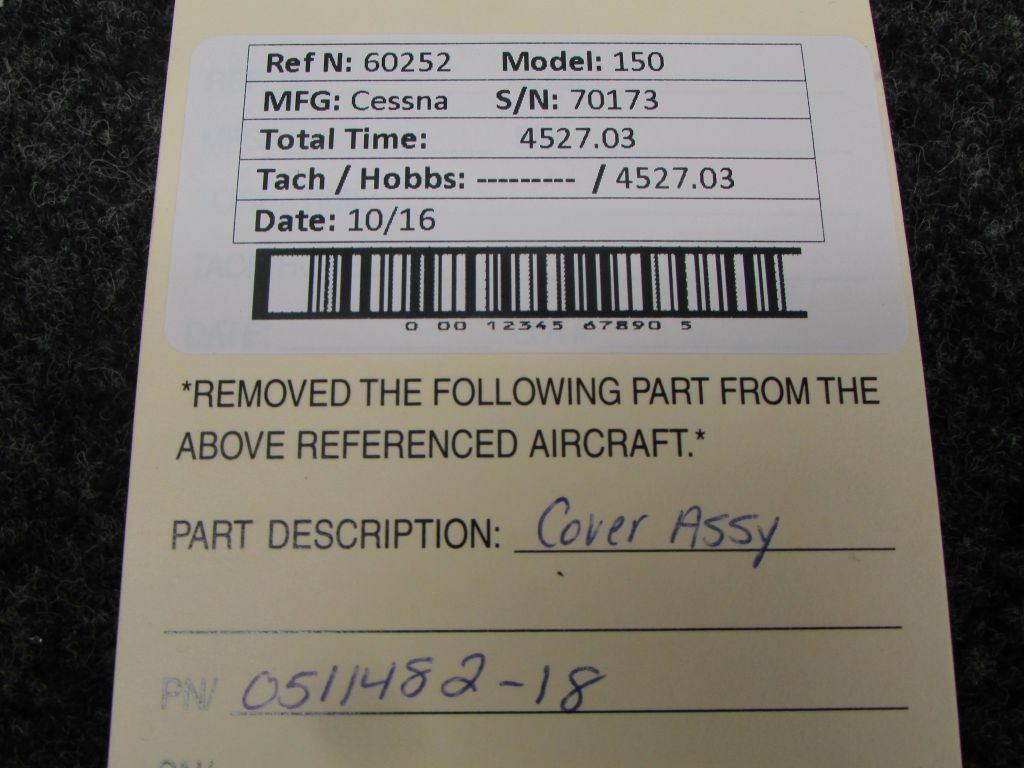 Ref N: 60252 Model: 150
MFG: Cessna S/N: 70173
Total Time: 4527.03
Tach / Hobbs: --------- / 4527.03
Date: 10/16
0 00 12345 67890 5
*REMOVED THE FOLLOWING PART FROM THE
ABOVE REFERENCED AIRCRAFT.*
PART DESCRIPTION: Cover Assy
PN/ 0511482-18